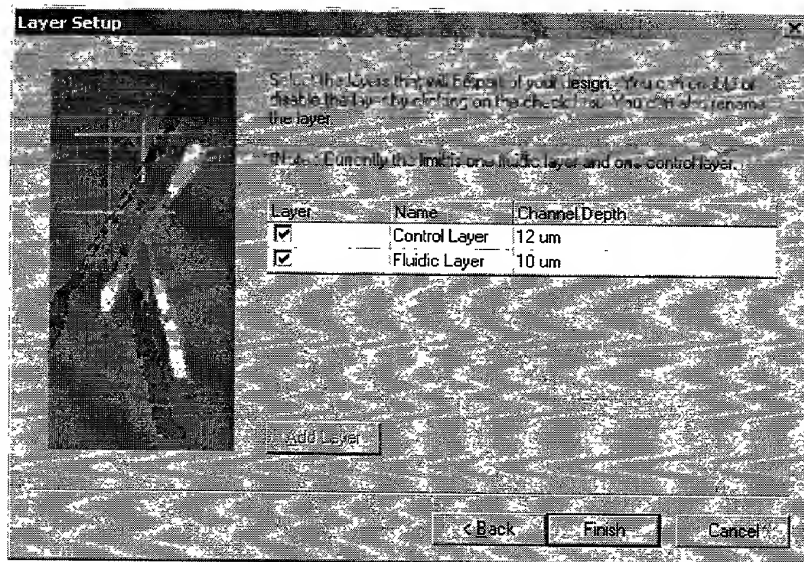 Layer Setup
Select the layers that will be part of your design. You can enable or
disable the layer by clicking on the check box. You can also rename
the layer.
*Note: Currently the limit is one fluidic layer and one control layer.
Layer Name Channel Depth
Control Layer 12 um
Fluidic Layer 10 um
Add Layer
< Back Finish Cancel